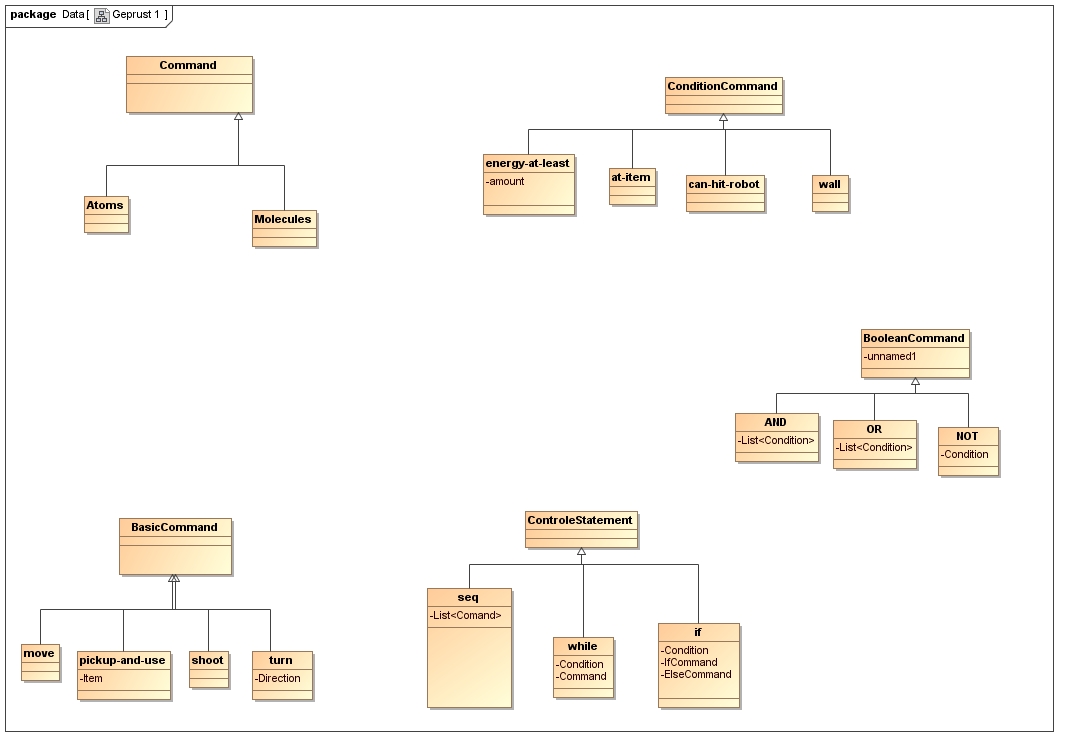 package Data [ Geprust 1 ]
Command
Atoms
Molecules
ConditionCommand
energy-at-least
-amount
at-item
can-hit-robot
wall
BooleanCommand
-unnamed1
AND
-List<Condition>
OR
-List<Condition>
NOT
-Condition
BasicCommand
move
pickup-and-use
-Item
shoot
turn
-Direction
ControleStatement
seq
-List<Comand>
while
-Condition
-Command
if
-Condition
-IfCommand
-ElseCommand